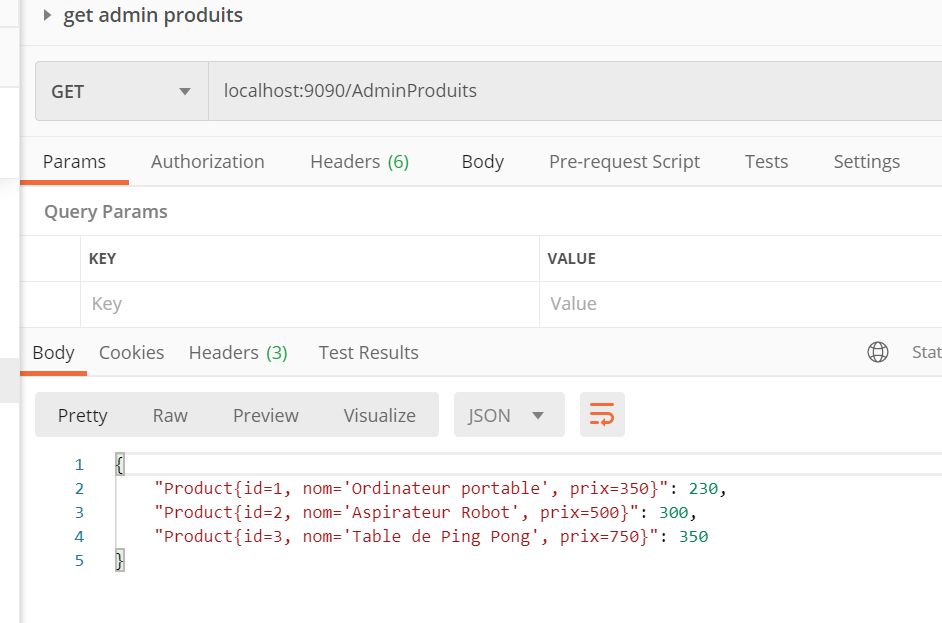 get admin produits
GET localhost:9090/AdminProduits
Params Authorization Headers (6) Body Pre-request Script Tests Settings
Query Params
KEY VALUE
Key Value
Body Cookies Headers (3) Test Results Stat
Pretty Raw Preview Visualize JSON
1 {
2 "Product{id=1, nom='Ordinateur portable', prix=350}": 230,
3 "Product{id=2, nom='Aspirateur Robot', prix=500}": 300,
4 "Product{id=3, nom='Table de Ping Pong', prix=750}": 350
5 }